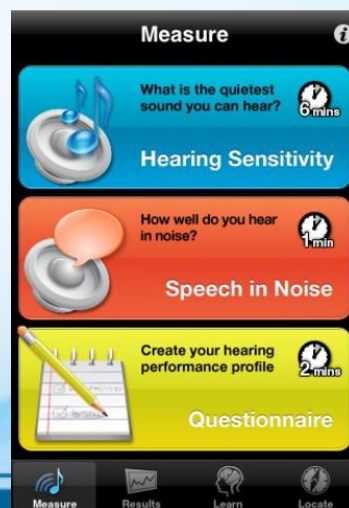 Measure
What is the quietest
sound you can hear?
6 mins
Hearing Sensitivity
How well do you hear
in noise?
1 min
Speech in Noise
Create your hearing
performance profile
2 mins
Questionnaire
Measure Results Learn Locate